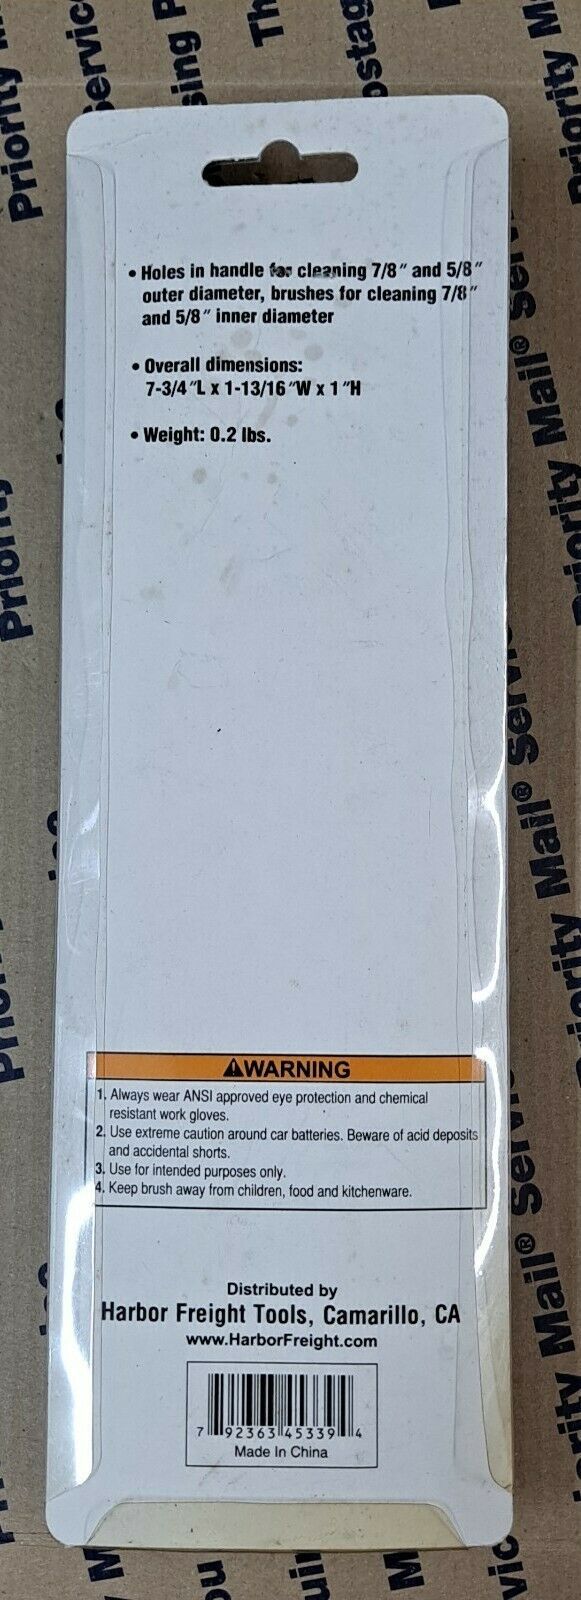 • Holes in handle for cleaning 7/8" and 5/8"
outer diameter, brushes for cleaning 7/8"
and 5/8" inner diameter
• Overall dimensions:
7-3/4"L x 1-13/16"W x 1"H
• Weight: 0.2 lbs.
⚠WARNING
1. Always wear ANSI approved eye protection and chemical
resistant work gloves.
2. Use extreme caution around car batteries. Beware of acid deposits
and accidental shorts.
3. Use for intended purposes only.
4. Keep brush away from children, food and kitchenware.
Distributed by
Harbor Freight Tools, Camarillo, CA
www.HarborFreight.com
7 92363 45339 4
Made In China
Priority Mail® Service
Priority Mail® Service